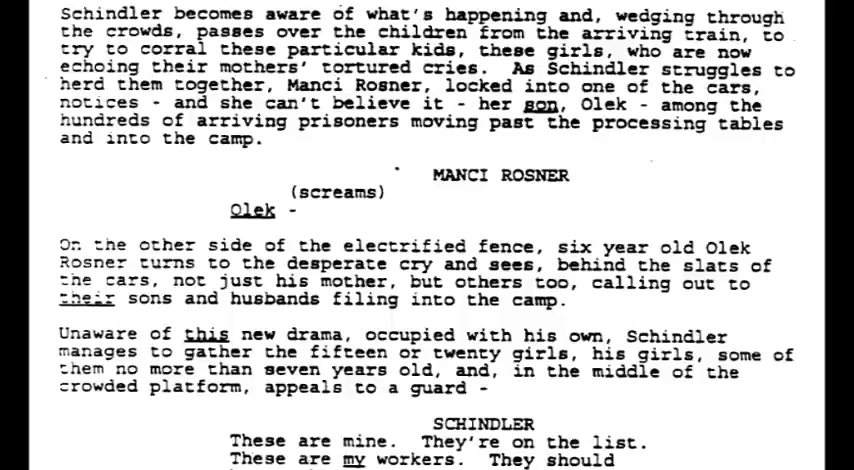 Schindler becomes aware of what's happening and, wedging through
the crowds, passes over the children from the arriving train, to
try to corral these particular kids, these girls, who are now
echoing their mothers' tortured cries. As Schindler struggles to
herd them together, Manci Rosner, locked into one of the cars,
notices - and she can't believe it - her son, Olek - among the
hundreds of arriving prisoners moving past the processing tables
and into the camp.
MANCI ROSNER
(screams)
Olek -
On the other side of the electrified fence, six year old Olek
Rosner turns to the desperate cry and sees, behind the slats of
the cars, not just his mother, but others too, calling out to
their sons and husbands filing into the camp.
Unaware of this new drama, occupied with his own, Schindler
manages to gather the fifteen or twenty girls, his girls, some of
them no more than seven years old, and, in the middle of the
crowded platform, appeals to a guard -
SCHINDLER
These are mine. They're on the list.
These are my workers. They should